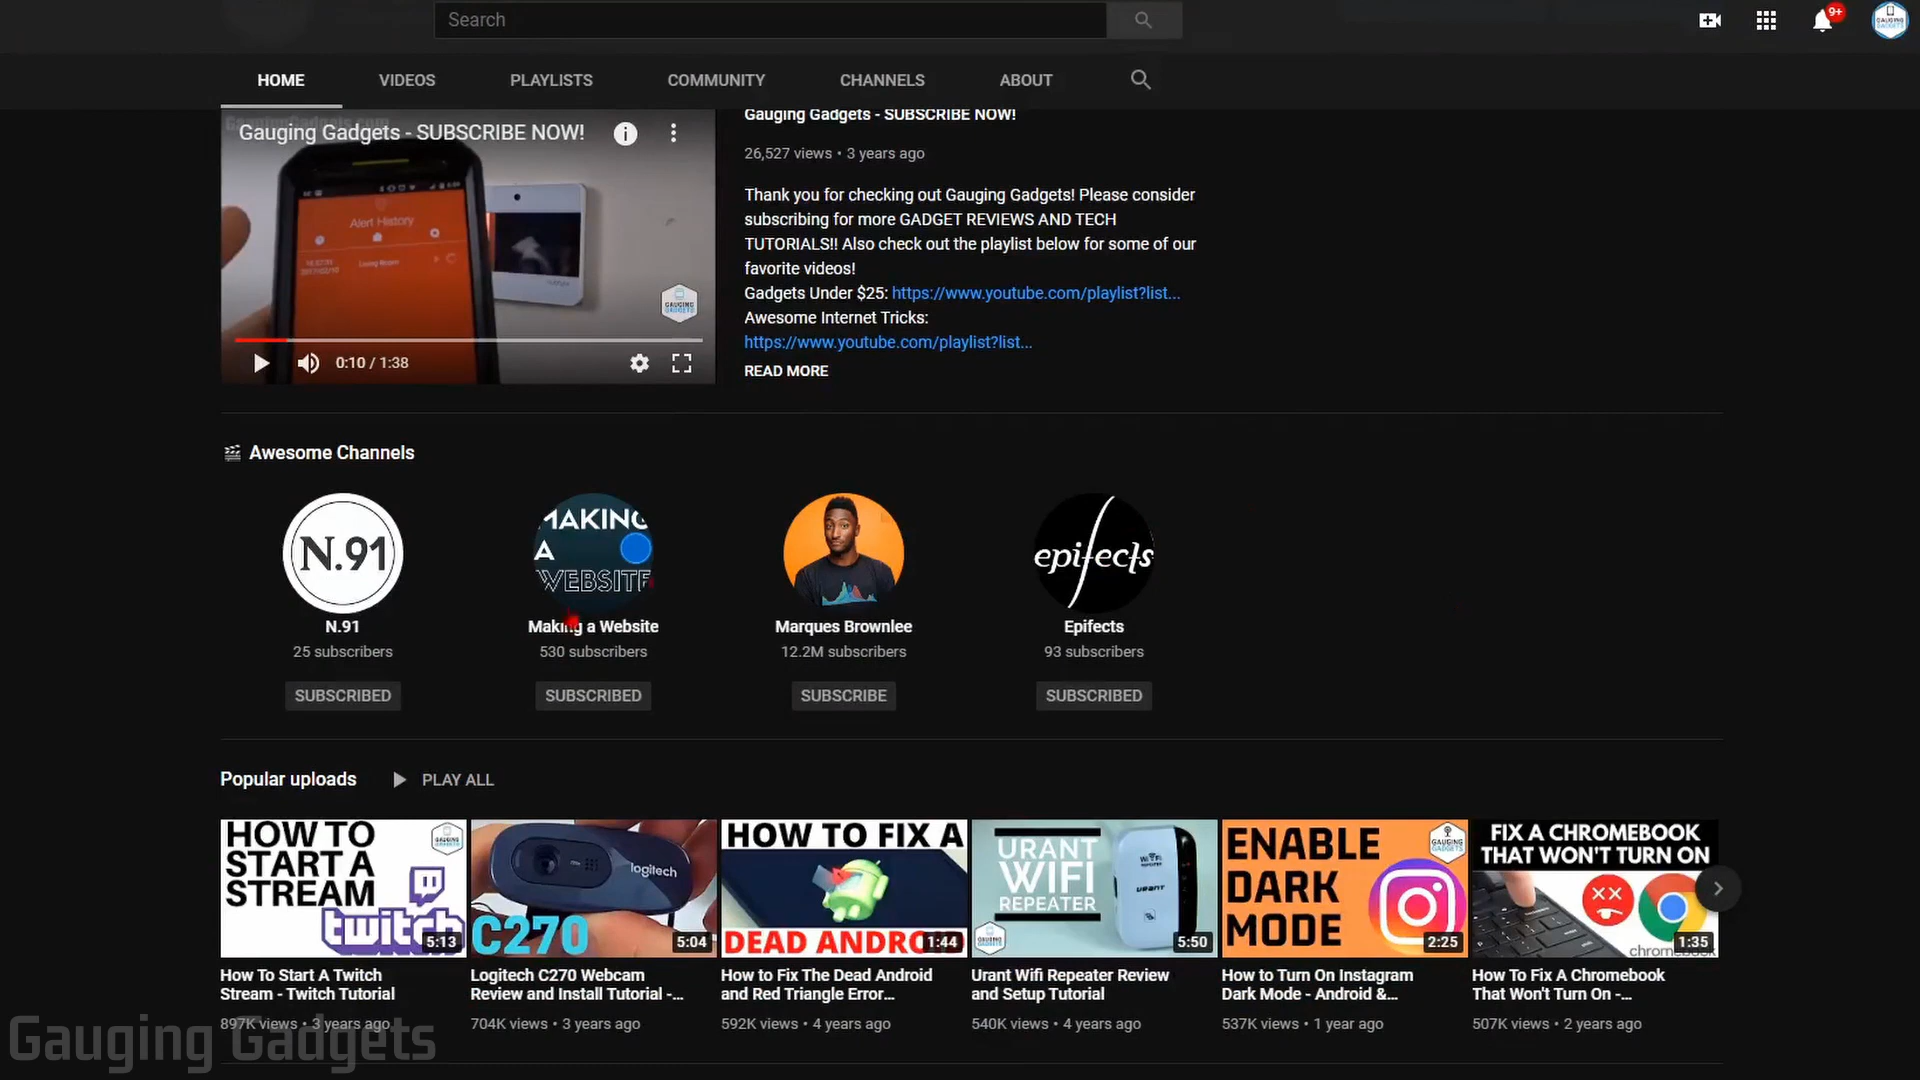 Search
9+
HOME VIDEOS PLAYLISTS COMMUNITY CHANNELS ABOUT
Gauging Gadgets - SUBSCRIBE NOW!
Gauging Gadgets - SUBSCRIBE NOW!
26,527 views • 3 years ago
Thank you for checking out Gauging Gadgets! Please consider
subscribing for more GADGET REVIEWS AND TECH
TUTORIALS!! Also check out the playlist below for some of our
favorite videos!
Gadgets Under $25: https://www.youtube.com/playlist?list...
Awesome Internet Tricks:
https://www.youtube.com/playlist?list...
READ MORE
Alert History
Living Room
GAUGING
GADGETS
0:10 / 1:38
Awesome Channels
N.91
MAKING
A
WEBSITE
epifects
N.91 Making a Website Marques Brownlee Epifects
25 subscribers 530 subscribers 12.2M subscribers 93 subscribers
SUBSCRIBED SUBSCRIBED SUBSCRIBE SUBSCRIBED
Popular uploads PLAY ALL
HOW TO
START A
STREAM
twitch
5:13
logitech
C270
5:04
HOW TO FIX A
DEAD ANDROID
1:44
URANT
WIFI
REPEATER
5:50
ENABLE
DARK
MODE
2:25
FIX A CHROMEBOOK
THAT WON'T TURN ON
chromebook
1:35
How To Start A Twitch
Stream - Twitch Tutorial
897K views • 3 years ago
Logitech C270 Webcam
Review and Install Tutorial -...
704K views • 3 years ago
How to Fix The Dead Android
and Red Triangle Error...
592K views • 4 years ago
Urant Wifi Repeater Review
and Setup Tutorial
540K views • 4 years ago
How to Turn On Instagram
Dark Mode - Android &...
537K views • 1 year ago
How To Fix A Chromebook
That Won't Turn On -...
507K views • 2 years ago
Gauging Gadgets